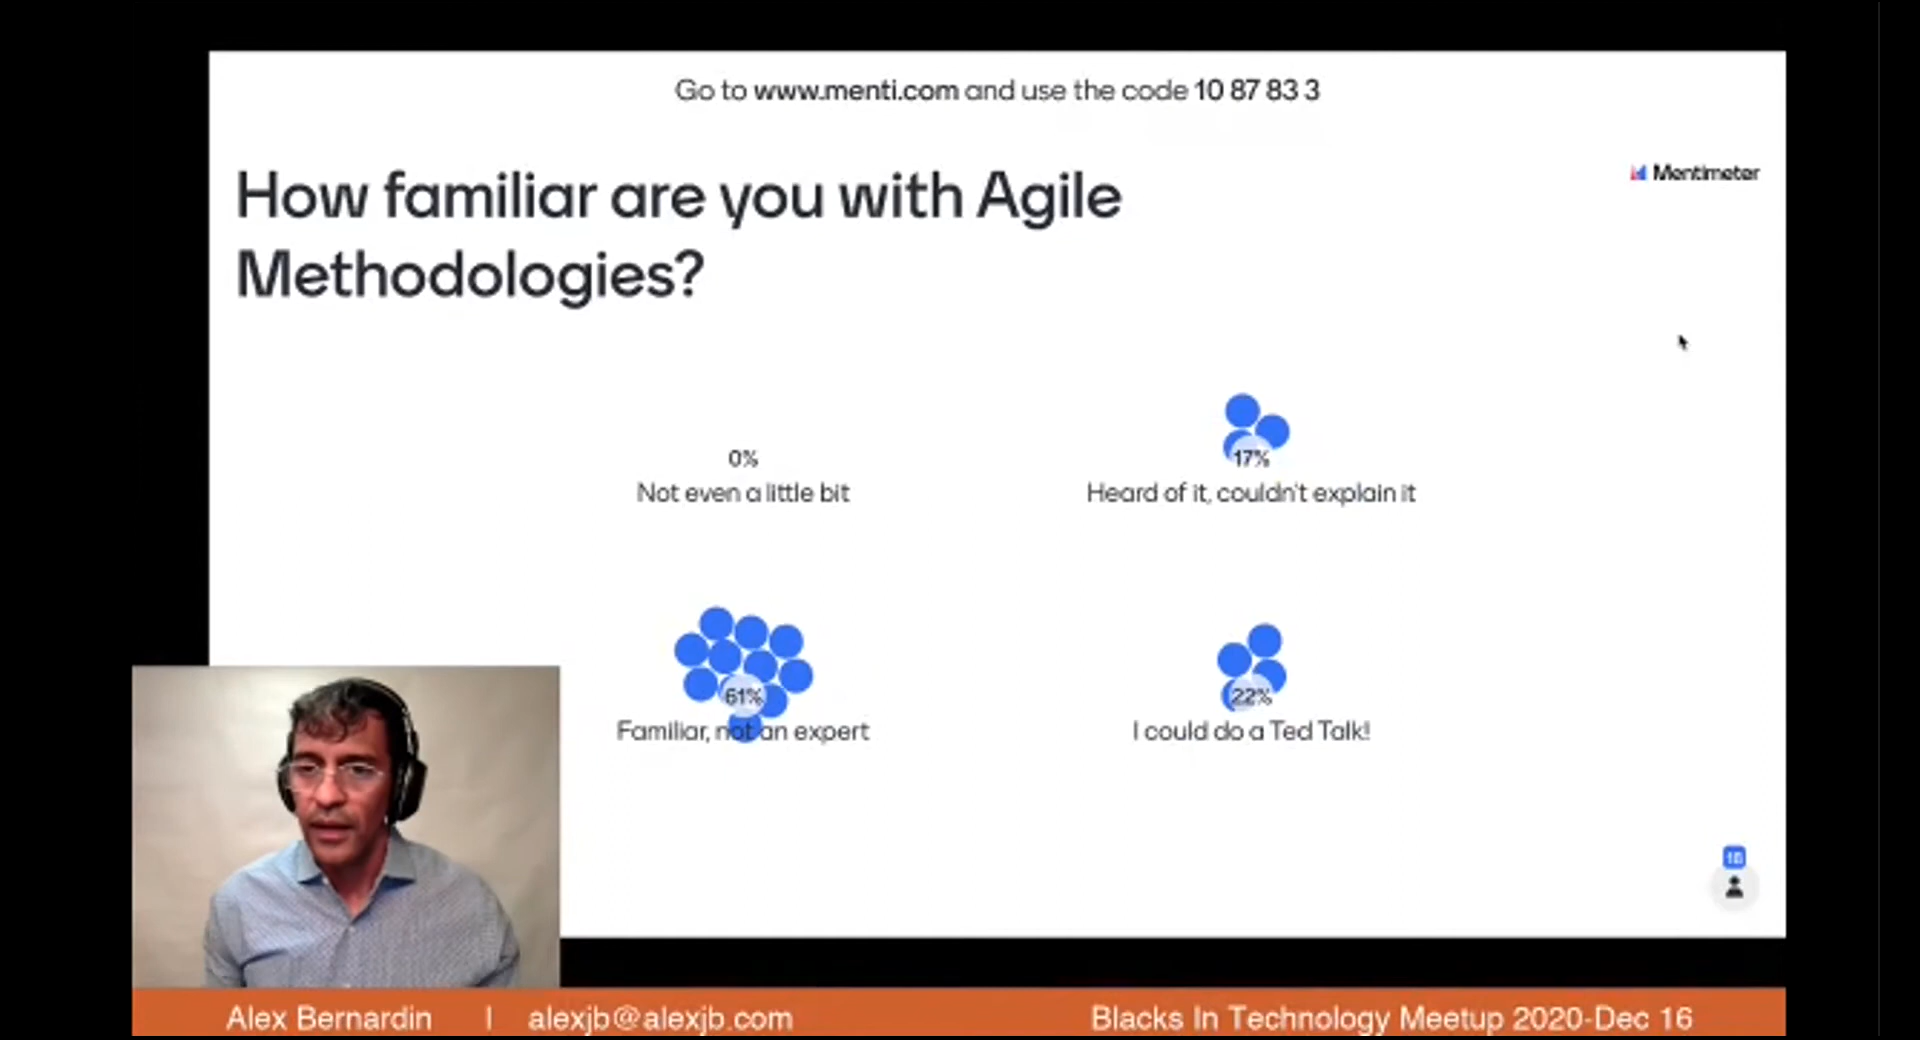 Go to www.menti.com and use the code 10 87 83 3
Mentimeter
How familiar are you with Agile
Methodologies?
0%
Not even a little bit
17%
Heard of it, couldn't explain it
61%
Familiar, not an expert
22%
I could do a Ted Talk!
18
Alex Bernardin | alexjb@alexjb.com
Blacks In Technology Meetup 2020-Dec 16